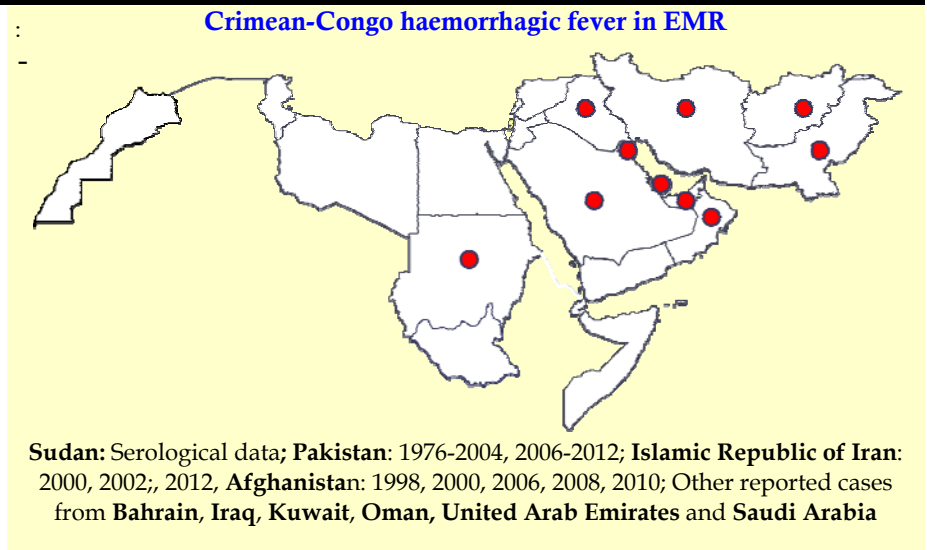 Crimean-Congo haemorrhagic fever in EMR
:
-
Sudan: Serological data; Pakistan: 1976-2004, 2006-2012; Islamic Republic of Iran:
2000, 2002;, 2012, Afghanistan: 1998, 2000, 2006, 2008, 2010; Other reported cases
from Bahrain, Iraq, Kuwait, Oman, United Arab Emirates and Saudi Arabia